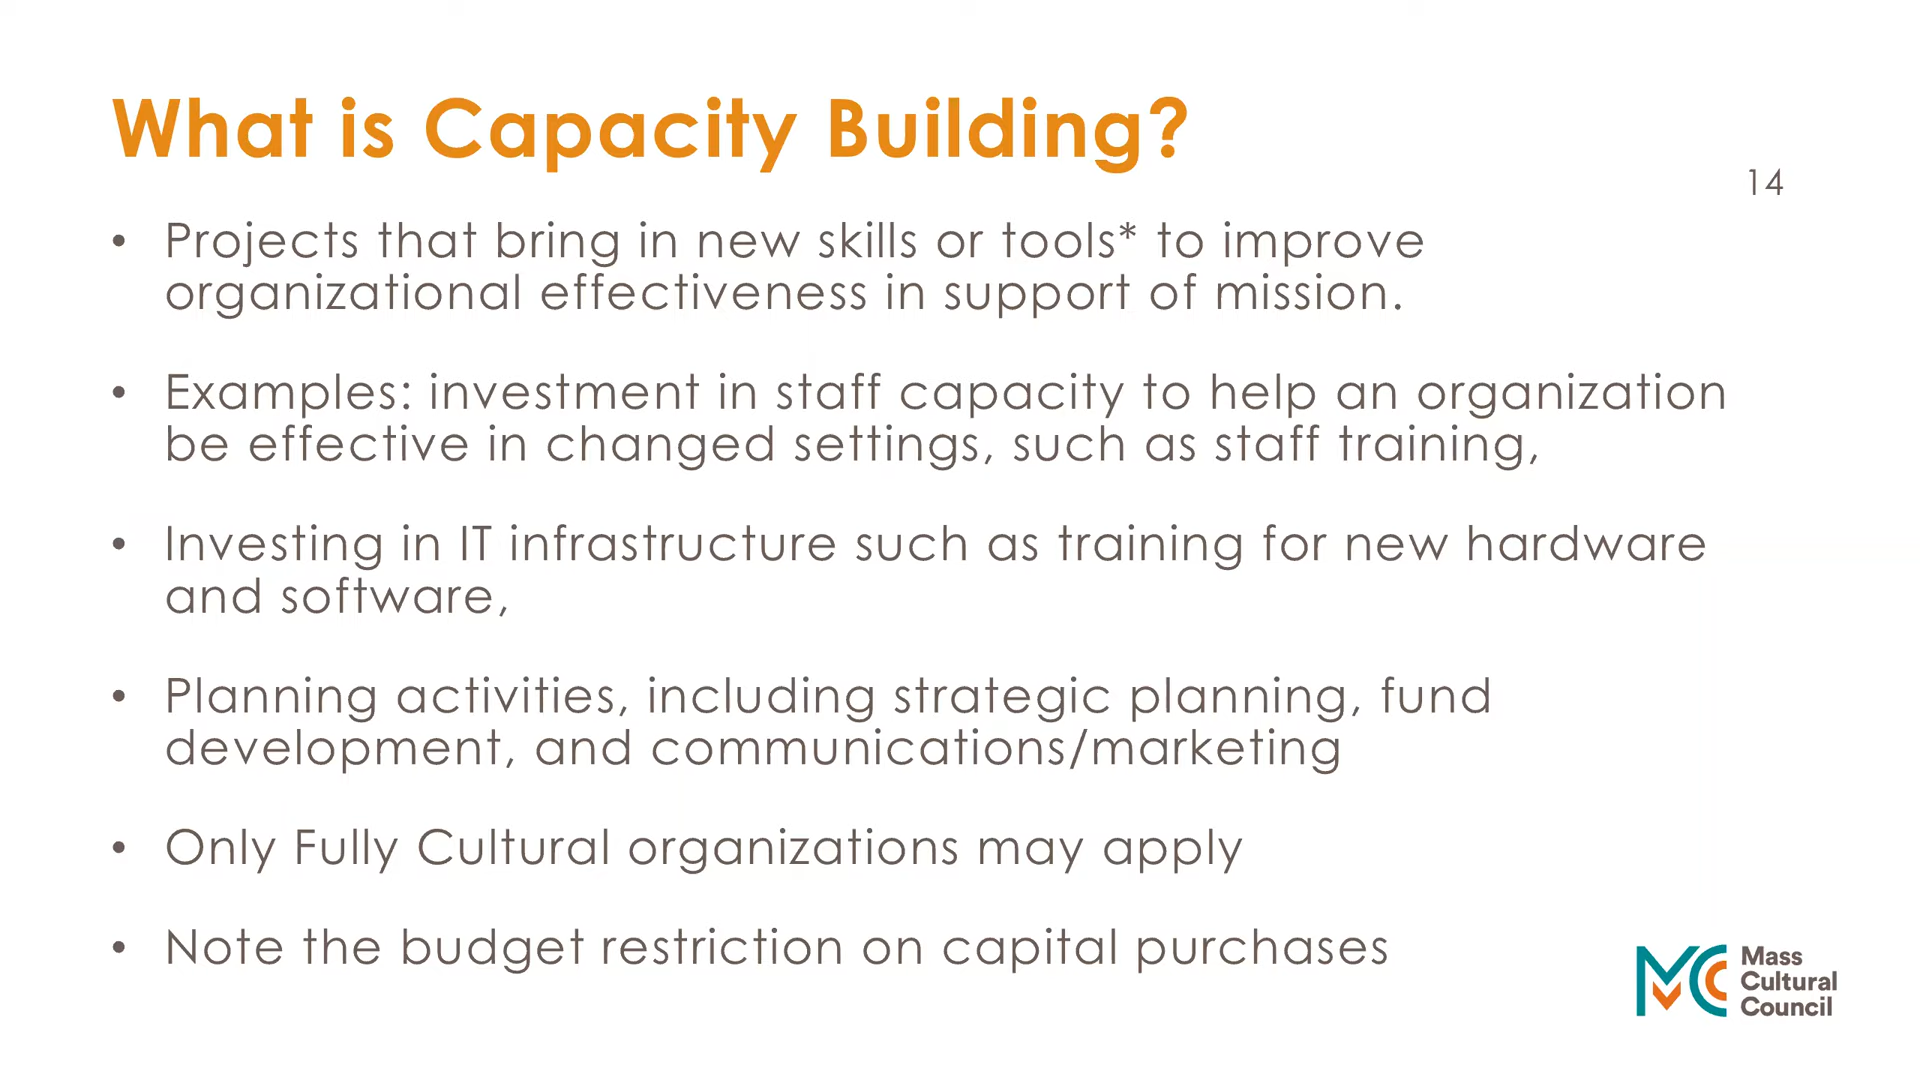 What is Capacity Building?
14
• Projects that bring in new skills or tools* to improve
organizational effectiveness in support of mission.
• Examples: investment in staff capacity to help an organization
be effective in changed settings, such as staff training,
• Investing in IT infrastructure such as training for new hardware
and software,
• Planning activities, including strategic planning, fund
development, and communications/marketing
• Only Fully Cultural organizations may apply
• Note the budget restriction on capital purchases
MCC
Mass
Cultural
Council